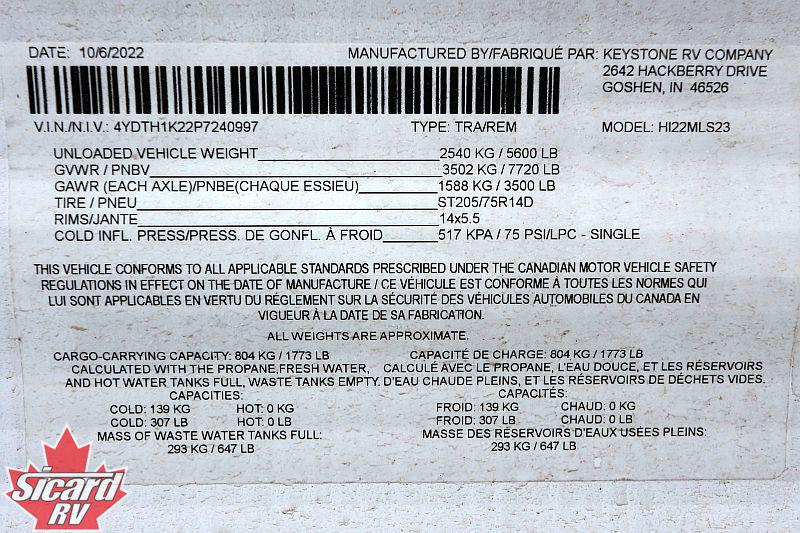 DATE: 10/6/2022
MANUFACTURED BY/FABRIQUÉ PAR: KEYSTONE RV COMPANY
2642 HACKBERRY DRIVE
GOSHEN, IN 46526
V.I.N./N.I.V.: 4YDTH1K22P7240997 TYPE: TRA/REM MODEL: HI22MLS23
UNLOADED VEHICLE WEIGHT 2540 KG / 5600 LB
GVWR / PNBV 3502 KG / 7720 LB
GAWR (EACH AXLE)/PNBE(CHAQUE ESSIEU) 1588 KG / 3500 LB
TIRE / PNEU ST205/75R14D
RIMS/JANTE 14x5.5
COLD INFL. PRESS/PRESS. DE GONFL. À FROID 517 KPA / 75 PSI/LPC - SINGLE
THIS VEHICLE CONFORMS TO ALL APPLICABLE STANDARDS PRESCRIBED UNDER THE CANADIAN MOTOR VEHICLE SAFETY
REGULATIONS IN EFFECT ON THE DATE OF MANUFACTURE / CE VÉHICULE EST CONFORME À TOUTES LES NORMES QUI
LUI SONT APPLICABLES EN VERTU DU RÉGLEMENT SUR LA SÉCURITÉ DES VÉHICULES AUTOMOBILES DU CANADA EN
VIGUEUR À LA DATE DE SA FABRICATION.
ALL WEIGHTS ARE APPROXIMATE.
CARGO-CARRYING CAPACITY: 804 KG / 1773 LB
CALCULATED WITH THE PROPANE,FRESH WATER,
AND HOT WATER TANKS FULL, WASTE TANKS EMPTY.
CAPACITIES:
COLD: 139 KG HOT: 0 KG
COLD: 307 LB HOT: 0 LB
MASS OF WASTE WATER TANKS FULL:
293 KG / 647 LB
CAPACITÉ DE CHARGE: 804 KG / 1773 LB
CALCULÉ AVEC LE PROPANE, L'EAU DOUCE, ET LES RÉSERVOIRS
D'EAU CHAUDE PLEINS, ET LES RÉSERVOIRS DE DÉCHETS VIDES.
CAPACITÉS:
FROID: 139 KG CHAUD: 0 KG
FROID: 307 LB CHAUD: 0 LB
MASSE DES RÉSERVOIRS D'EAUX USÉES PLEINS:
293 KG / 647 LB
Sicard
RV